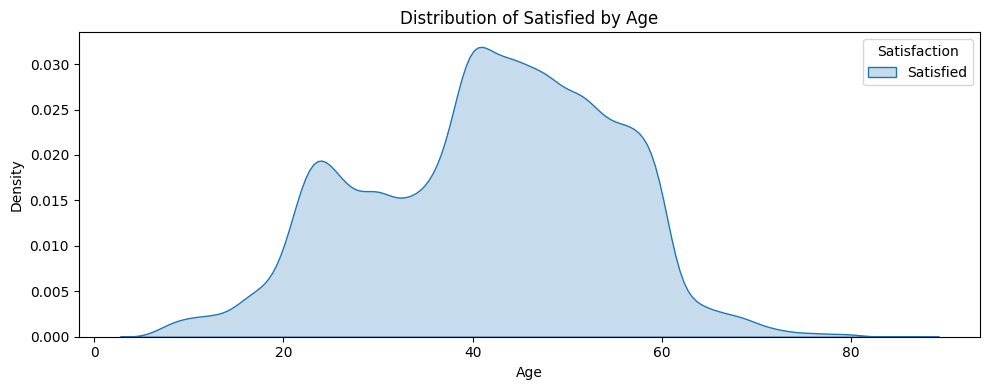 Distribution of Satisfied by Age
Satisfaction
Satisfied
Density
0.030
0.025
0.020
0.015
0.010
0.005
0.000
0
20
40
60
80
Age